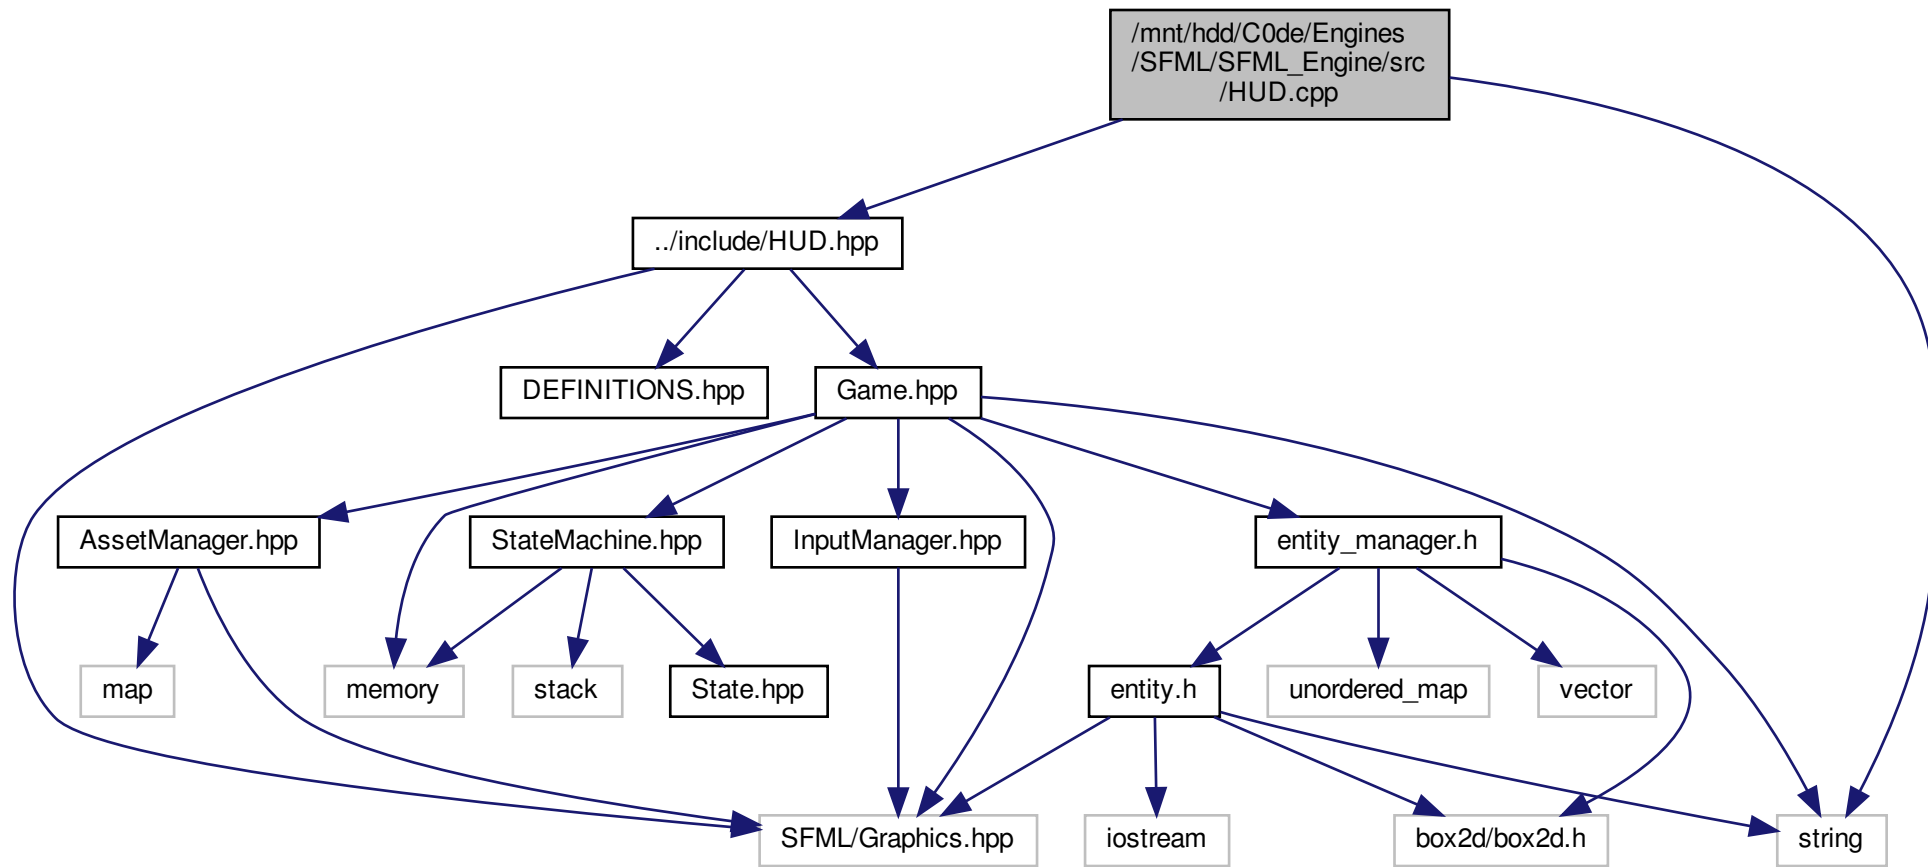 /mnt/hdd/C0de/Engines
/SFML/SFML_Engine/src
/HUD.cpp
../include/HUD.hpp
DEFINITIONS.hpp
Game.hpp
AssetManager.hpp
StateMachine.hpp
InputManager.hpp
entity_manager.h
map
memory
stack
State.hpp
entity.h
unordered_map
vector
SFML/Graphics.hpp
iostream
box2d/box2d.h
string